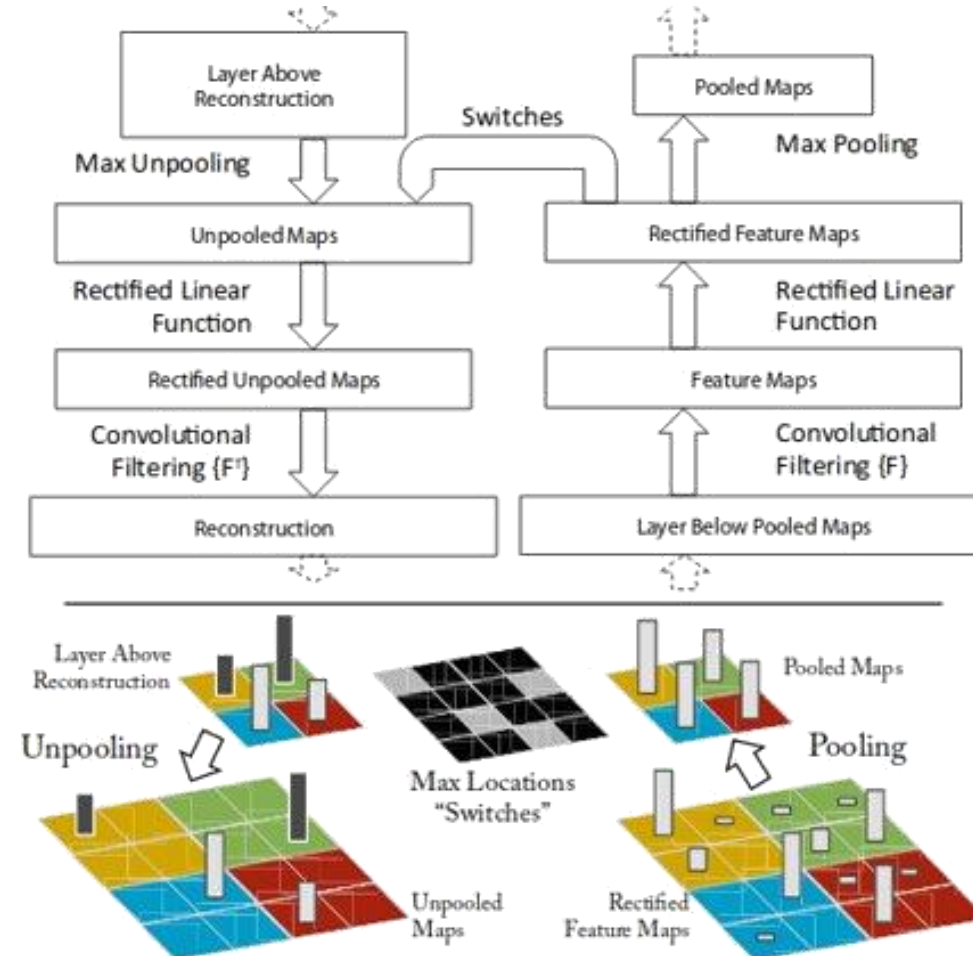 Layer Above
Reconstruction
Pooled Maps
Switches
Max Unpooling
Max Pooling
Unpooled Maps
Rectified Feature Maps
Rectified Linear
Function
Rectified Linear
Function
Rectified Unpooled Maps
Feature Maps
Convolutional
Filtering {Fᵀ}
Convolutional
Filtering {F}
Reconstruction
Layer Below Pooled Maps
Layer Above
Reconstruction
Pooled Maps
Unpooling
Pooling
Max Locations
“Switches”
Unpooled
Maps
Rectified
Feature Maps